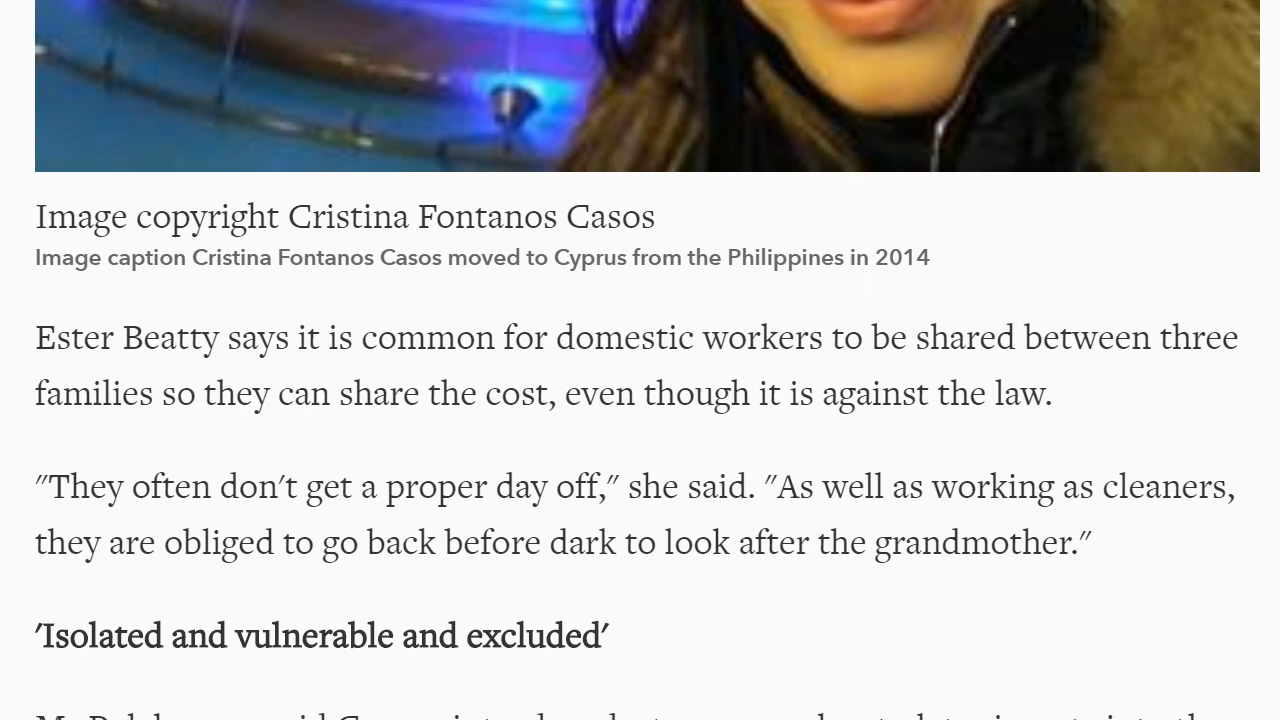 Image copyright Cristina Fontanos Casos
Image caption Cristina Fontanos Casos moved to Cyprus from the Philippines in 2014
Ester Beatty says it is common for domestic workers to be shared between three
families so they can share the cost, even though it is against the law.
"They often don't get a proper day off," she said. "As well as working as cleaners,
they are obliged to go back before dark to look after the grandmother."
'Isolated and vulnerable and excluded'